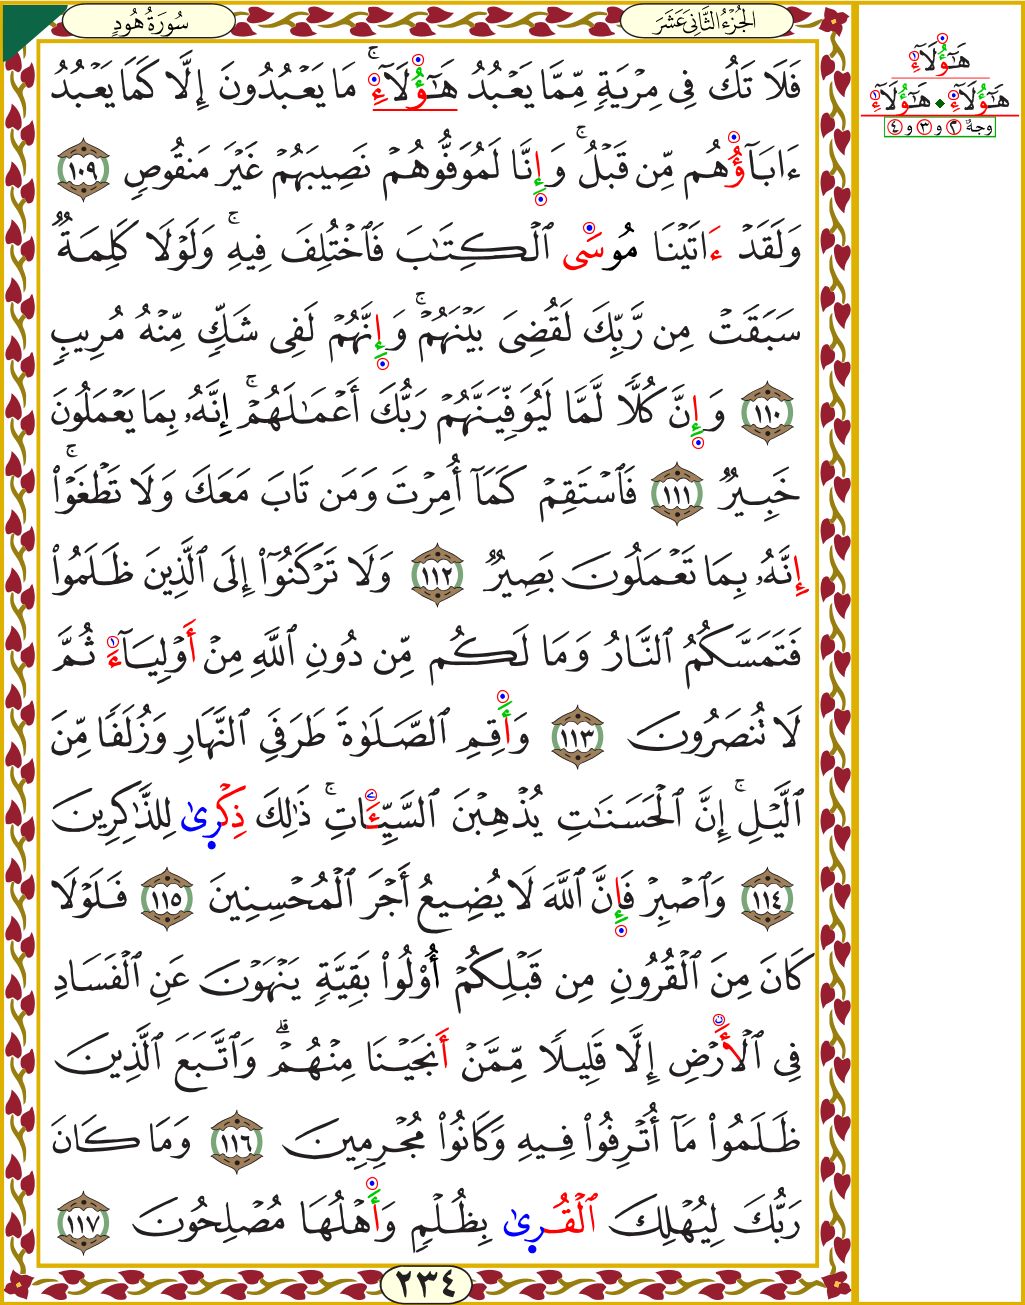 سُورَةُ هُودٍ
الجُزْءُ الثَّانِيَ عَشَرَ
فَلَا تَكُ فِى مِرْيَةٍ مِّمَّا يَعْبُدُ هَٰٓؤُلَآءِ ۚ مَا يَعْبُدُونَ إِلَّا كَمَا يَعْبُدُ
ءَابَآؤُهُم مِّن قَبْلُ ۚ وَإِنَّا لَمُوَفُّوهُمْ نَصِيبَهُمْ غَيْرَ مَنقُوصٍ ١٠٩
وَلَقَدْ ءَاتَيْنَا مُوسَى ٱلْكِتَٰبَ فَٱخْتُلِفَ فِيهِ ۚ وَلَوْلَا كَلِمَةٌ
سَبَقَتْ مِن رَّبِّكَ لَقُضِىَ بَيْنَهُمْ ۚ وَإِنَّهُمْ لَفِى شَكٍّ مِّنْهُ مُرِيبٍ
١١٠ وَإِنَّ كُلًّا لَّمَّا لَيُوَفِّيَنَّهُمْ رَبُّكَ أَعْمَٰلَهُمْ ۚ إِنَّهُۥ بِمَا يَعْمَلُونَ
خَبِيرٌ ١١١ فَٱسْتَقِمْ كَمَآ أُمِرْتَ وَمَن تَابَ مَعَكَ وَلَا تَطْغَوْا۟ ۚ
إِنَّهُۥ بِمَا تَعْمَلُونَ بَصِيرٌ ١١٢ وَلَا تَرْكَنُوٓا۟ إِلَى ٱلَّذِينَ ظَلَمُوا۟
فَتَمَسَّكُمُ ٱلنَّارُ وَمَا لَكُم مِّن دُونِ ٱللَّهِ مِنْ أَوْلِيَآءَ ثُمَّ
لَا تُنصَرُونَ ١١٣ وَأَقِمِ ٱلصَّلَوٰةَ طَرَفَىِ ٱلنَّهَارِ وَزُلَفًا مِّنَ
ٱلَّيْلِ ۚ إِنَّ ٱلْحَسَنَٰتِ يُذْهِبْنَ ٱلسَّيِّـَٔاتِ ۚ ذَٰلِكَ ذِكْرَىٰ لِلذَّٰكِرِينَ
١١٤ وَٱصْبِرْ فَإِنَّ ٱللَّهَ لَا يُضِيعُ أَجْرَ ٱلْمُحْسِنِينَ ١١٥ فَلَوْلَا
كَانَ مِنَ ٱلْقُرُونِ مِن قَبْلِكُمْ أُو۟لُوا۟ بَقِيَّةٍ يَنْهَوْنَ عَنِ ٱلْفَسَادِ
فِى ٱلْأَرْضِ إِلَّا قَلِيلًا مِّمَّنْ أَنجَيْنَا مِنْهُمْ ۗ وَٱتَّبَعَ ٱلَّذِينَ
ظَلَمُوا۟ مَآ أُتْرِفُوا۟ فِيهِ وَكَانُوا۟ مُجْرِمِينَ ١١٦ وَمَا كَانَ
رَبُّكَ لِيُهْلِكَ ٱلْقُرَىٰ بِظُلْمٍ وَأَهْلُهَا مُصْلِحُونَ ١١٧
٢٣٤
هَٰٓؤُلَآءِ
هَٰٓؤُلَآءِ ◆ هَٰٓؤُلَآءِ
وجهٌ ٢ و ٣ و ٤